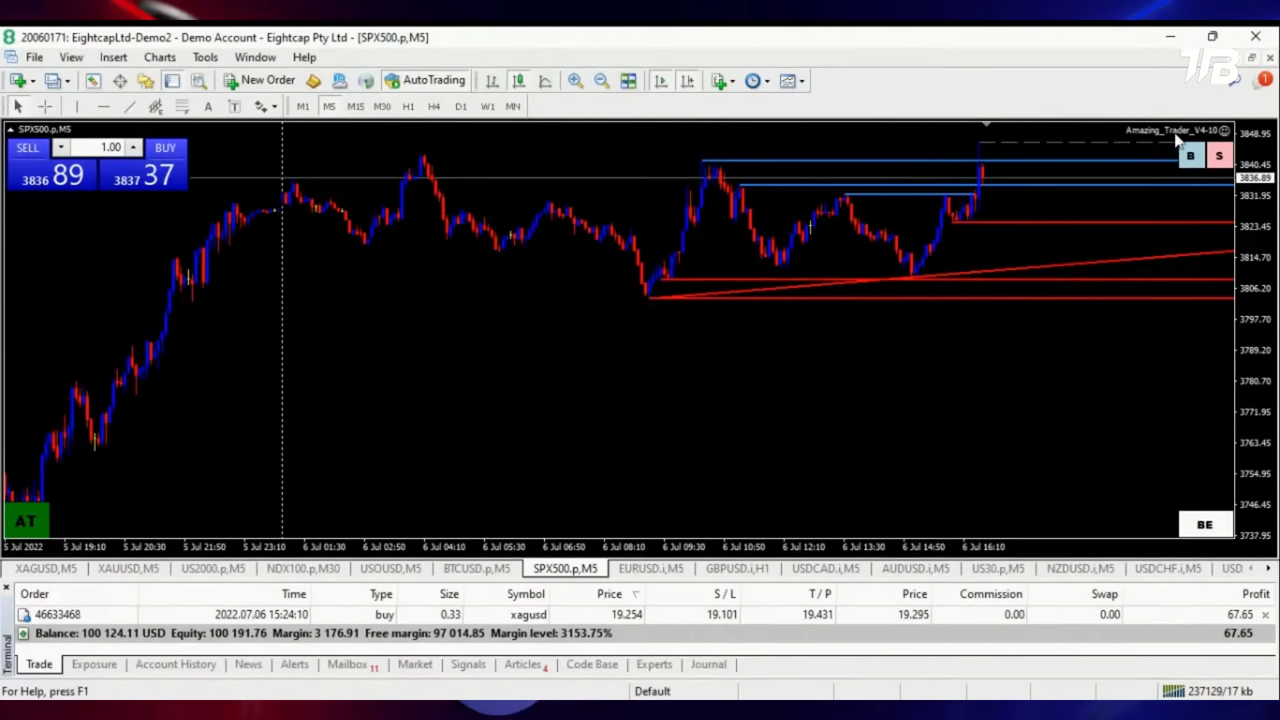 20060171: EightcapLtd-Demo2 - Demo Account - Eightcap Pty Ltd - [SPX500.p,M5]
File View Insert Charts Tools Window Help
TFB
New Order AutoTrading 1
A T M1 M5 M15 M30 H1 H4 D1 W1 MN
SPX500.p,M5 Amazing_Trader_V4-10
SELL 1.00 BUY
3836 89 3837 37
B S
3848.95
3840.45
3836.89
3831.95
3823.45
3814.70
3806.20
3797.70
3789.20
3780.70
3771.95
3763.45
3754.95
3746.45
3737.95
AT BE
5 Jul 2022 5 Jul 19:10 5 Jul 20:30 5 Jul 21:50 5 Jul 23:10 6 Jul 01:30 6 Jul 02:50 6 Jul 04:10 6 Jul 05:30 6 Jul 06:50 6 Jul 08:10 6 Jul 09:30 6 Jul 10:50 6 Jul 12:10 6 Jul 13:30 6 Jul 14:50 6 Jul 16:10
XAGUSD,M5 XAUUSD,M5 US2000.p,M5 NDX100.p,M30 USOUSD,M5 BTCUSD.p,M5 SPX500.p,M5 EURUSD.i,M5 GBPUSD.i,H1 USDCAD.i,M5 AUDUSD.i,M5 US30.p,M5 NZDUSD.i,M5 USDCHF.i,M5 USD
Order Time Type Size Symbol Price S / L T / P Price Commission Swap Profit
46633468 2022.07.06 15:24:10 buy 0.33 xagusd 19.254 19.101 19.431 19.295 0.00 0.00 67.65
Balance: 100 124.11 USD Equity: 100 191.76 Margin: 3 176.91 Free margin: 97 014.85 Margin level: 3153.75% 67.65
Terminal
Trade Exposure Account History News Alerts Mailbox 11 Market Signals Articles 4 Code Base Experts Journal
For Help, press F1 Default 237129/17 kb